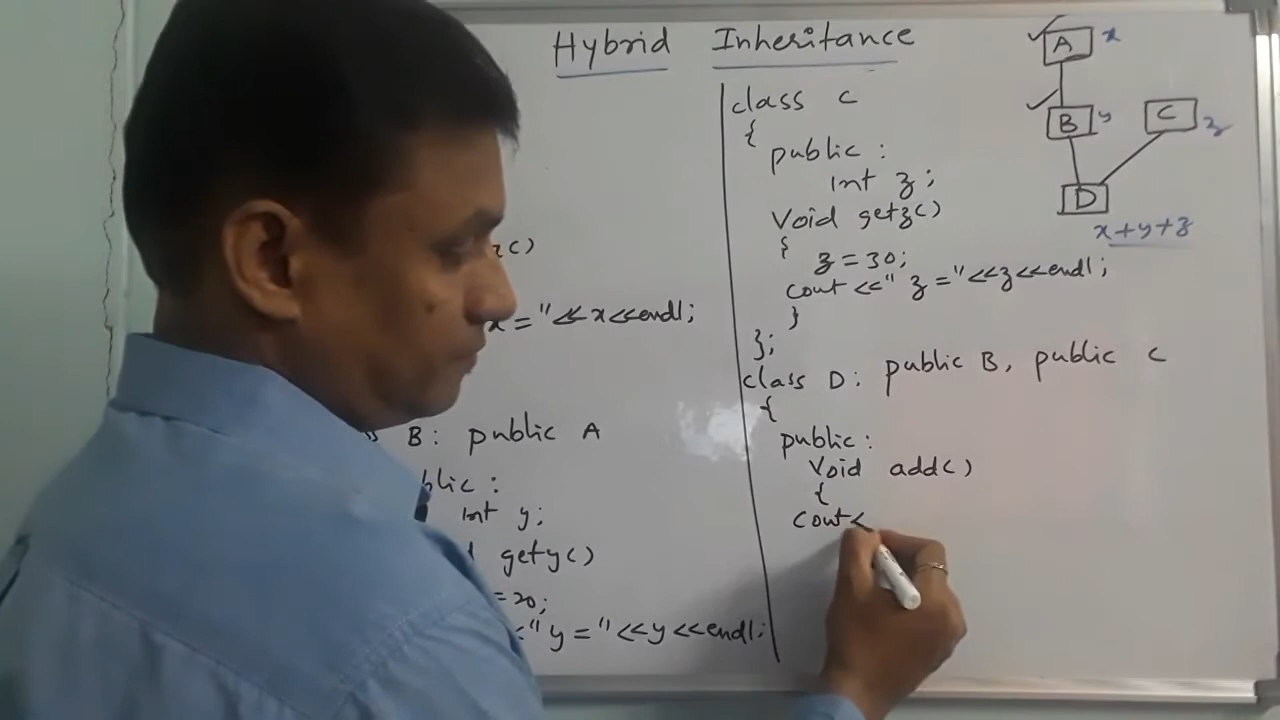 Hybrid Inheritance
x = "<<x<<endl;
B: public A
int y;
gety()
=20;
<"y ="<<y<<endl;
class C
{
public :
int z;
void getz()
{ z = 30;
cout <<" z ="<<z<<endl;
}
};
class D: public B, public C
{
public:
void add()
{
cout<
A x
B y
C z
D
x+y+z